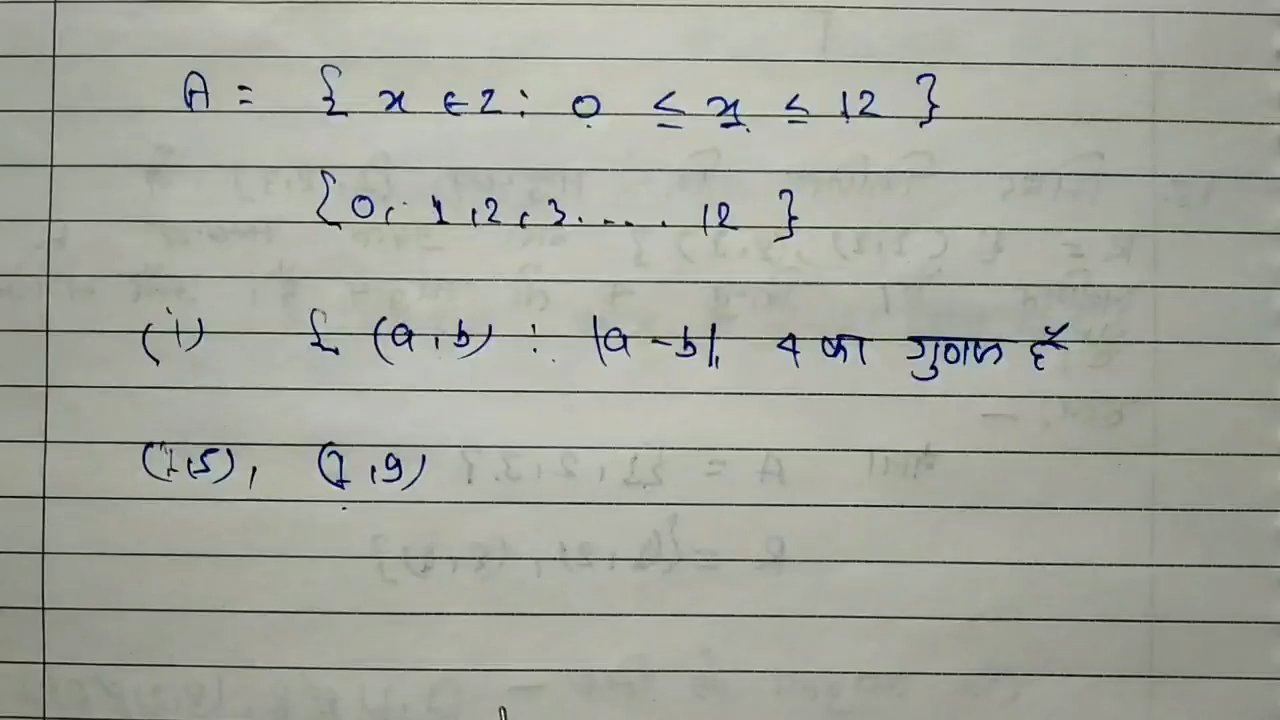 A = { x ∈ Z : 0 ≤ x ≤ 12 }
{ 0, 1, 2, 3.... 12 }
(i) { (a, b) : |a - b|, 4 का गुणज हैं
(1,5), (1,9)